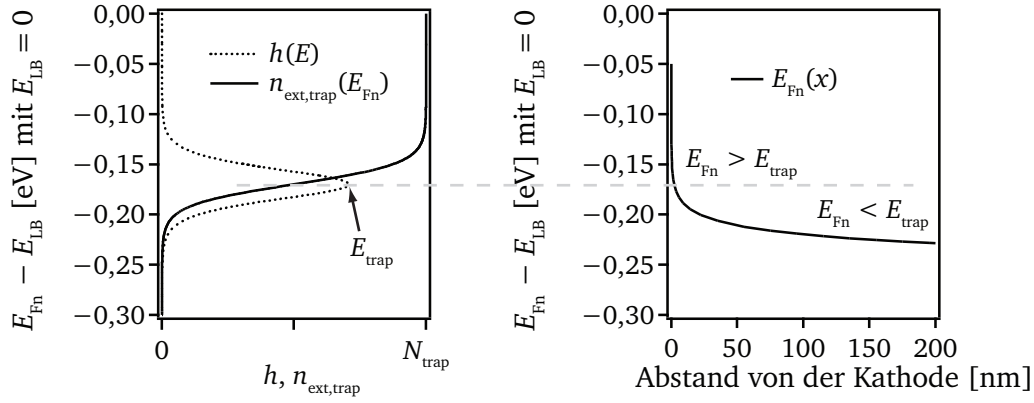 E_Fn − E_LB [eV] mit E_LB = 0
0,00
−0,05
−0,10
−0,15
−0,20
−0,25
−0,30
h(E)
n_ext,trap(E_Fn)
E_trap
0
N_trap
h, n_ext,trap
E_Fn − E_LB [eV] mit E_LB = 0
0,00
−0,05
−0,10
−0,15
−0,20
−0,25
−0,30
E_Fn(x)
E_Fn > E_trap
E_Fn < E_trap
0 50 100 150 200
Abstand von der Kathode [nm]